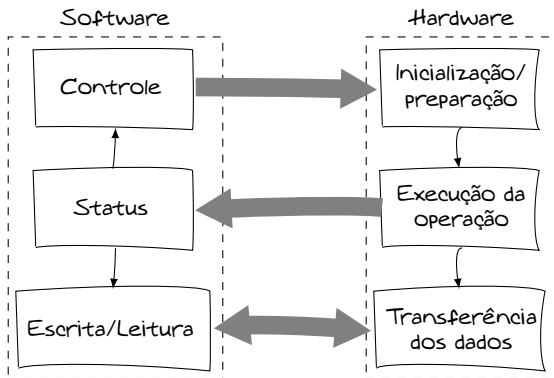 Software
Hardware
Controle
Inicialização/
preparação
Status
Execução da
operação
Escrita/Leitura
Transferência
dos dados